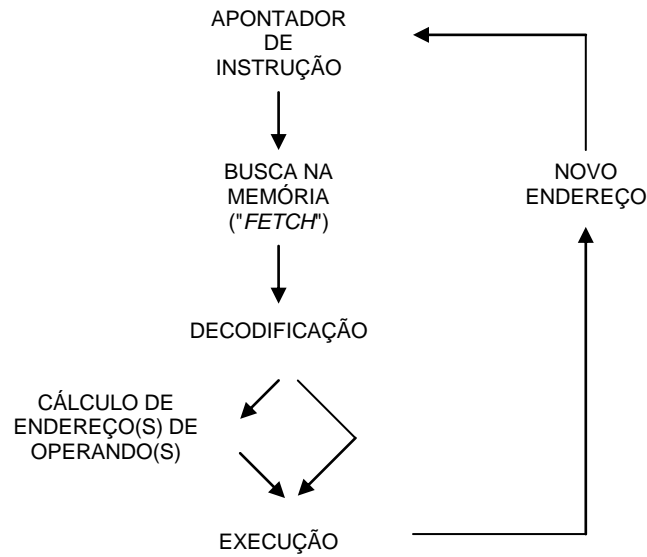 APONTADOR
DE
INSTRUÇÃO
BUSCA NA
MEMÓRIA
("FETCH")
NOVO
ENDEREÇO
DECODIFICAÇÃO
CÁLCULO DE
ENDEREÇO(S) DE
OPERANDO(S)
EXECUÇÃO